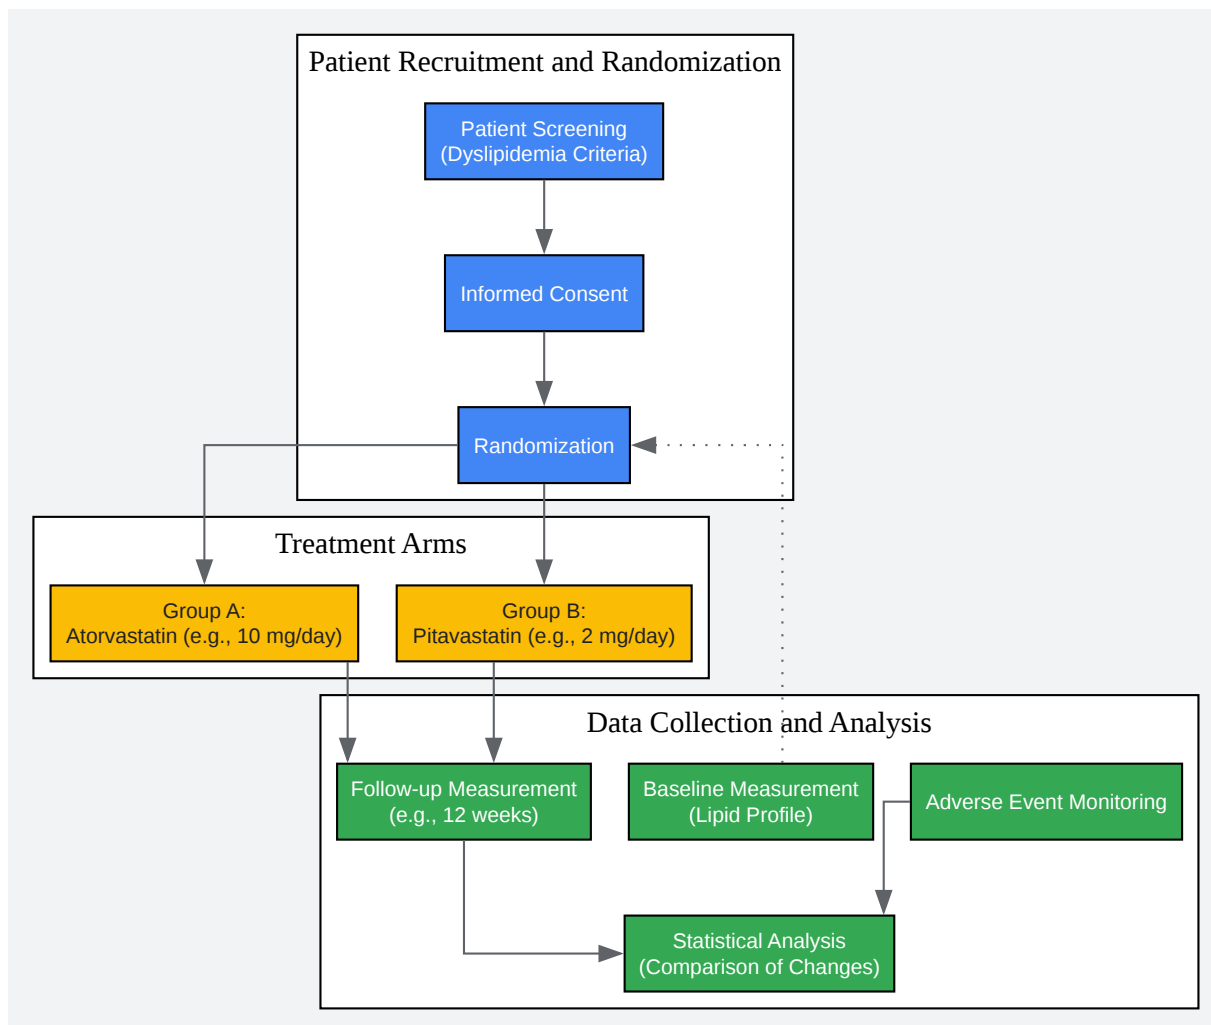 Patient Recruitment and Randomization
Patient Screening
(Dyslipidemia Criteria)
Informed Consent
Randomization
Treatment Arms
Group A:
Atorvastatin (e.g., 10 mg/day)
Group B:
Pitavastatin (e.g., 2 mg/day)
Data Collection and Analysis
Follow-up Measurement
(e.g., 12 weeks)
Baseline Measurement
(Lipid Profile)
Adverse Event Monitoring
Statistical Analysis
(Comparison of Changes)